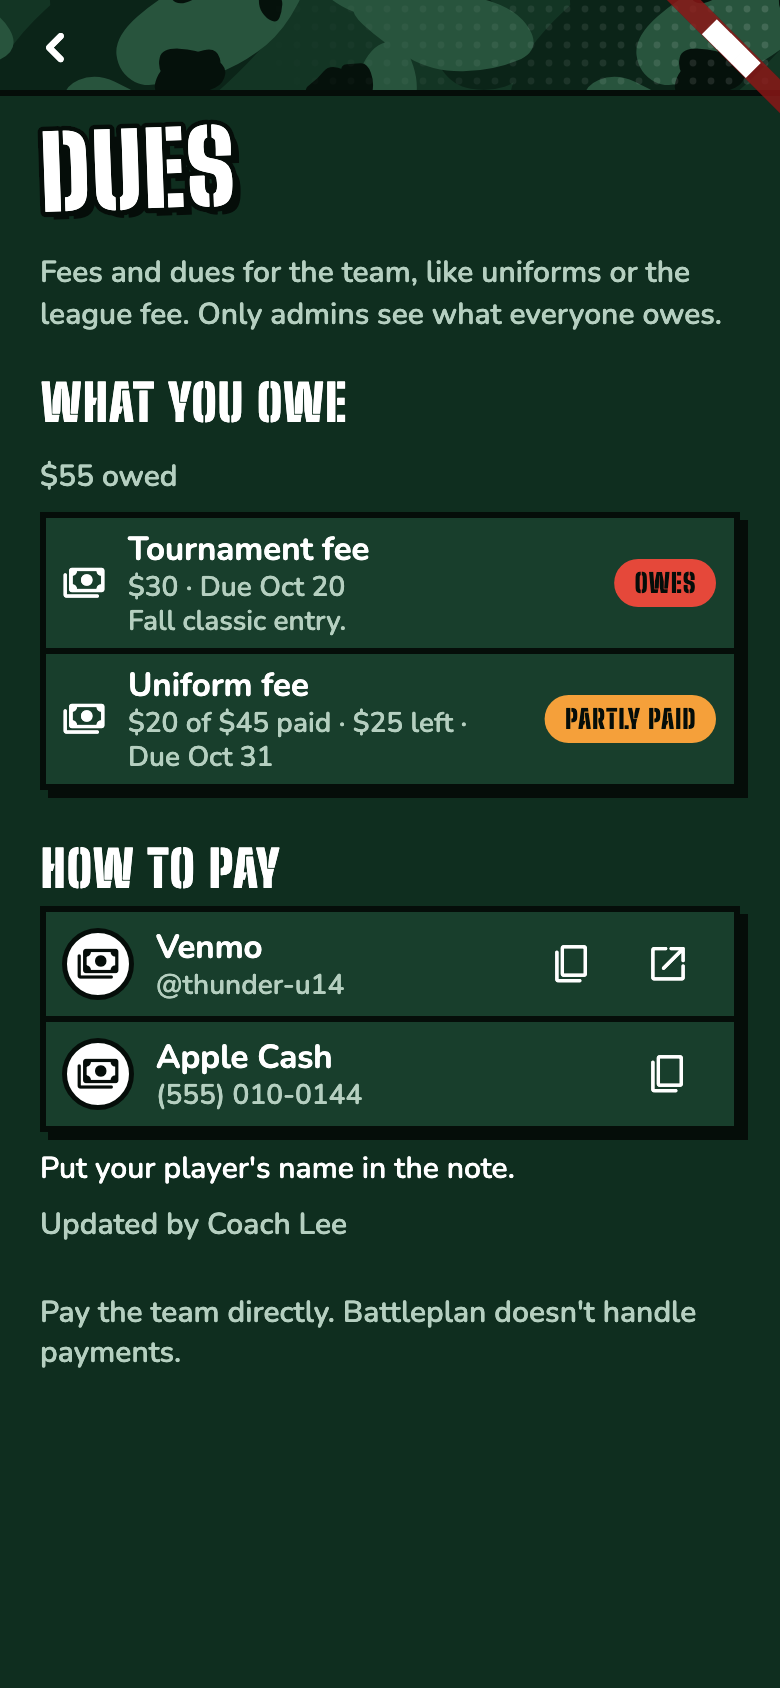 DUES
Fees and dues for the team, like uniforms or the
league fee. Only admins see what everyone owes.
WHAT YOU OWE
$55 owed
Tournament fee
$30 · Due Oct 20
Fall classic entry.
OWES
Uniform fee
$20 of $45 paid · $25 left ·
Due Oct 31
PARTLY PAID
HOW TO PAY
Venmo
@thunder-u14
Apple Cash
(555) 010-0144
Put your player's name in the note.
Updated by Coach Lee
Pay the team directly. Battleplan doesn't handle
payments.